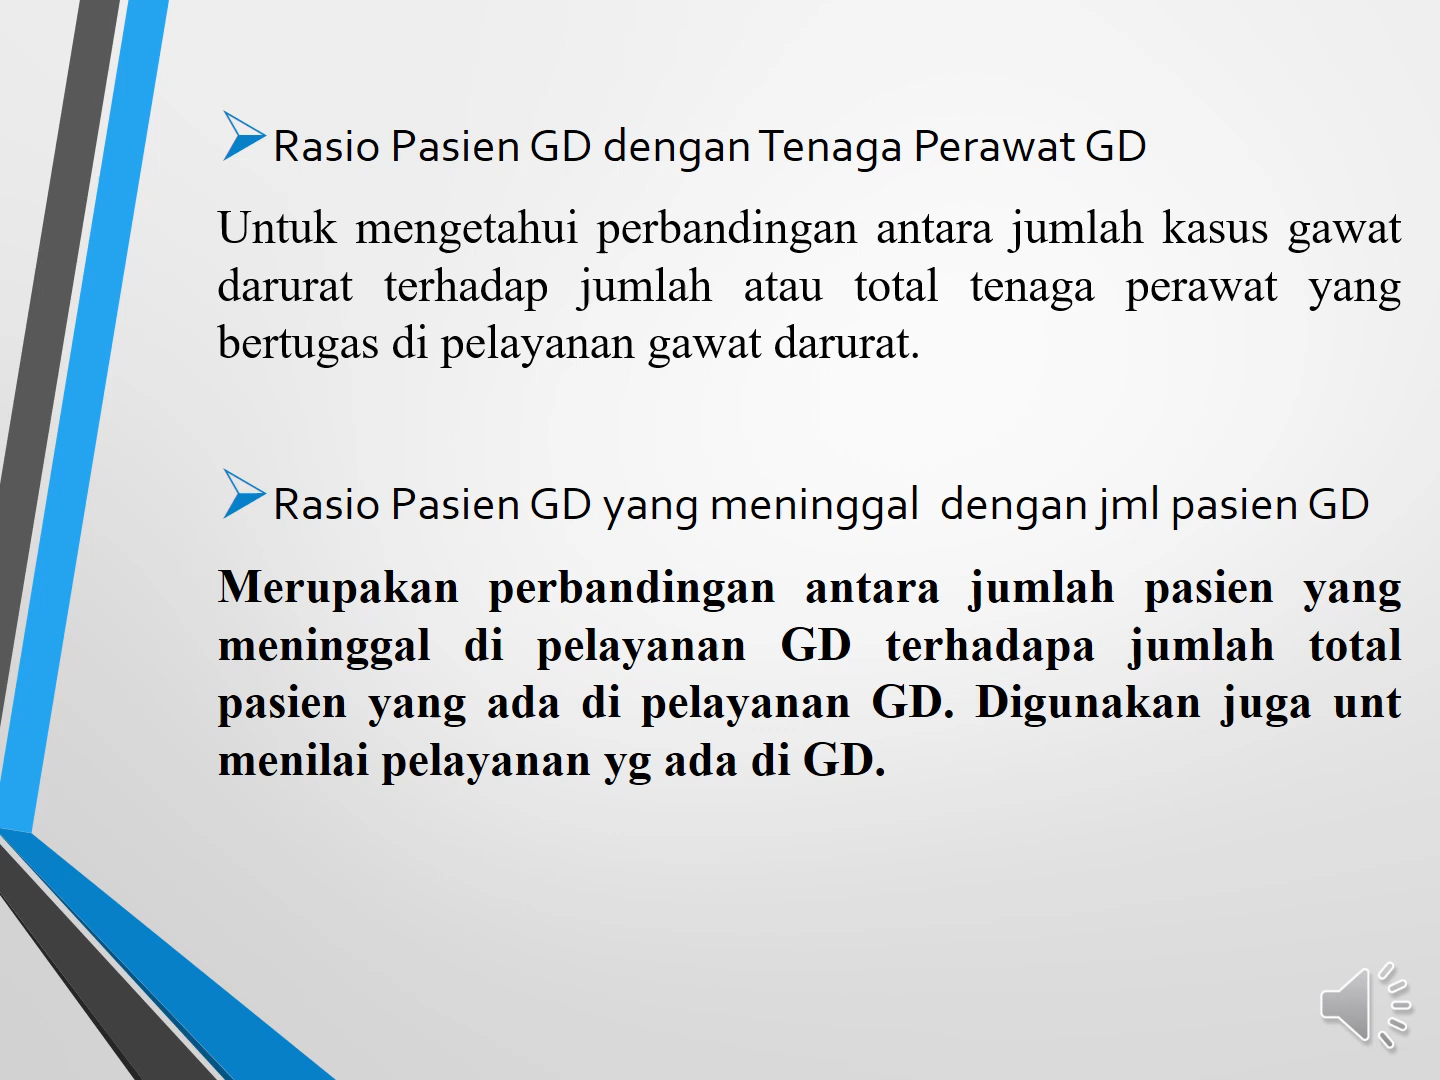 Rasio Pasien GD dengan Tenaga Perawat GD
Untuk mengetahui perbandingan antara jumlah kasus gawat
darurat terhadap jumlah atau total tenaga perawat yang
bertugas di pelayanan gawat darurat.
Rasio Pasien GD yang meninggal dengan jml pasien GD
Merupakan perbandingan antara jumlah pasien yang
meninggal di pelayanan GD terhadapa jumlah total
pasien yang ada di pelayanan GD. Digunakan juga unt
menilai pelayanan yg ada di GD.